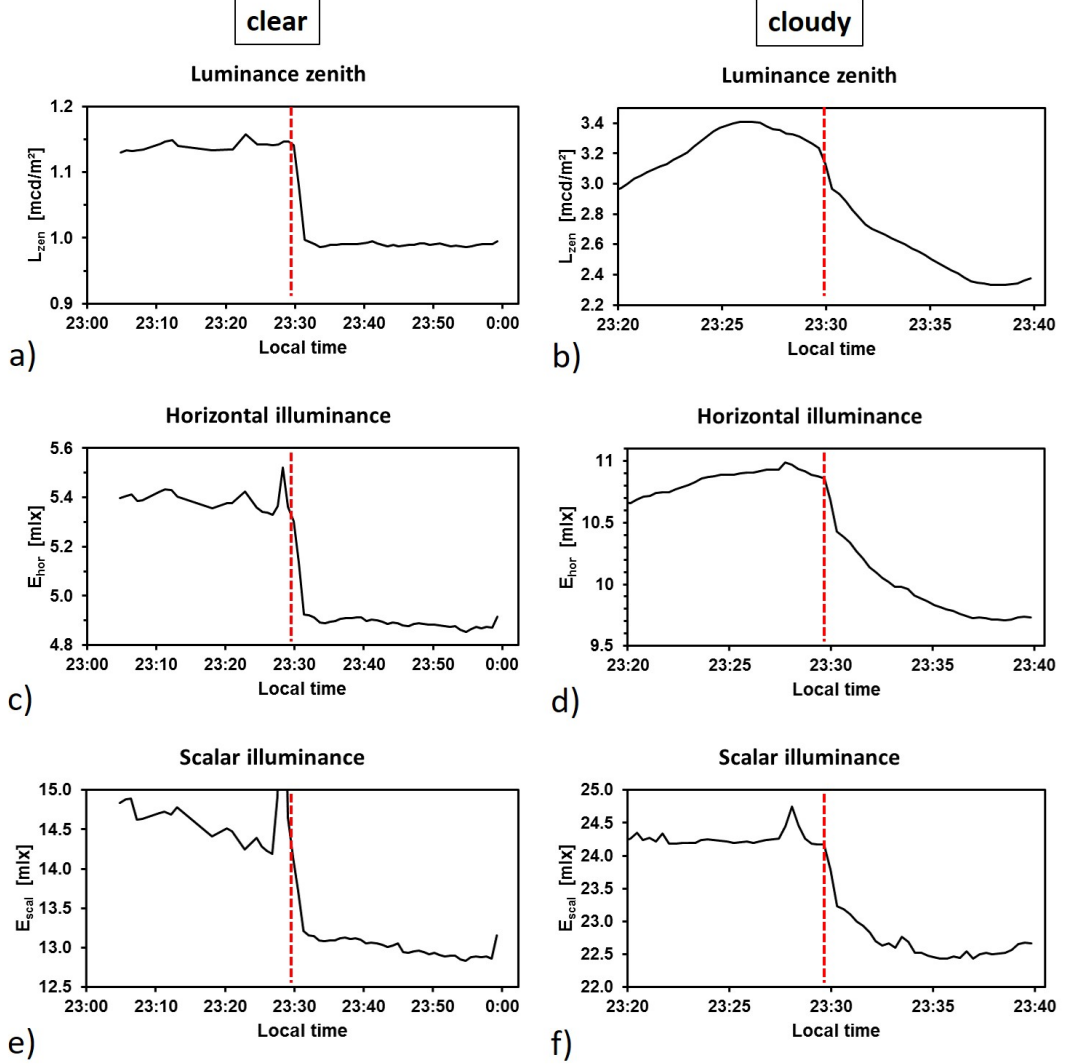 clear
cloudy
Luminance zenith
Luminance zenith
L_zen [mcd/m²]
1.2
1.1
1.0
0.9
23:00 23:10 23:20 23:30 23:40 23:50 0:00
Local time
a)
L_zen [mcd/m²]
3.4
3.2
3.0
2.8
2.6
2.4
2.2
23:20 23:25 23:30 23:35 23:40
Local time
b)
Horizontal illuminance
Horizontal illuminance
E_hor [mlx]
5.6
5.4
5.2
5.0
4.8
23:00 23:10 23:20 23:30 23:40 23:50 0:00
Local time
c)
E_hor [mlx]
11
10.5
10
9.5
23:20 23:25 23:30 23:35 23:40
Local time
d)
Scalar illuminance
Scalar illuminance
E_scal [mlx]
15.0
14.5
14.0
13.5
13.0
12.5
23:00 23:10 23:20 23:30 23:40 23:50 0:00
Local time
e)
E_scal [mlx]
25.0
24.5
24.0
23.5
23.0
22.5
22.0
23:20 23:25 23:30 23:35 23:40
Local time
f)